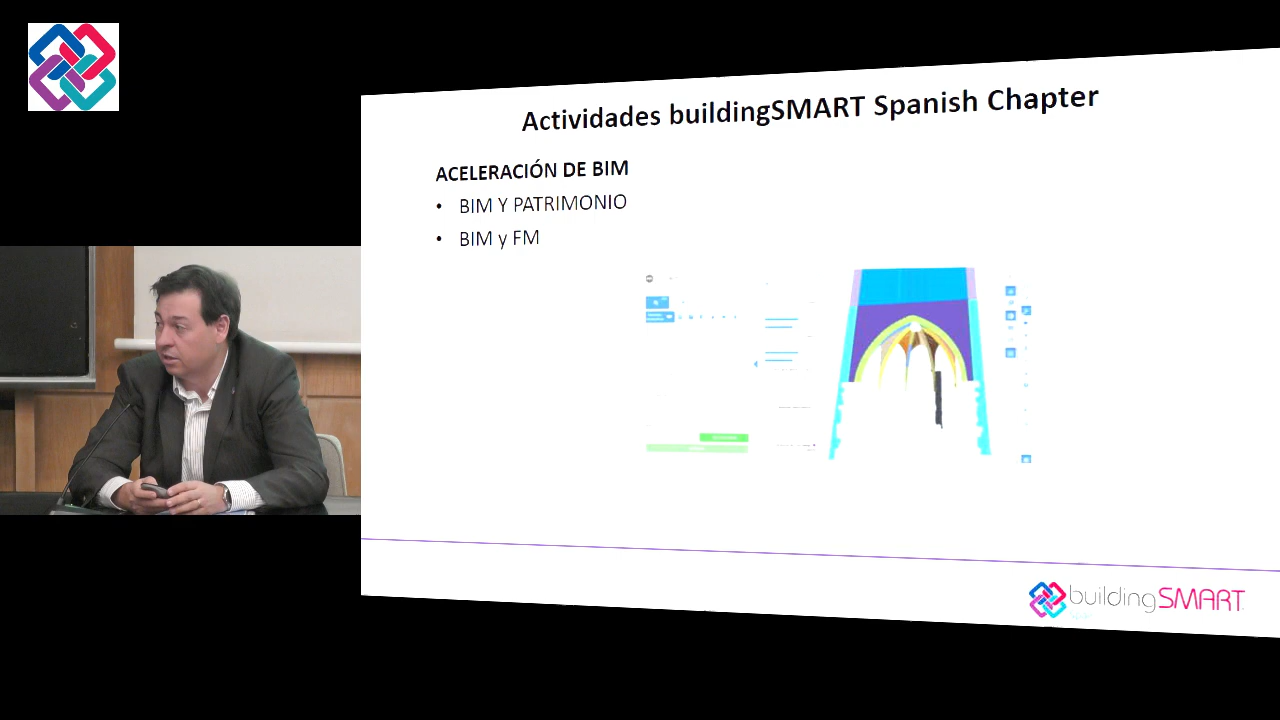 Actividades buildingSMART Spanish Chapter
ACELERACIÓN DE BIM
• BIM Y PATRIMONIO
• BIM y FM
buildingSMART